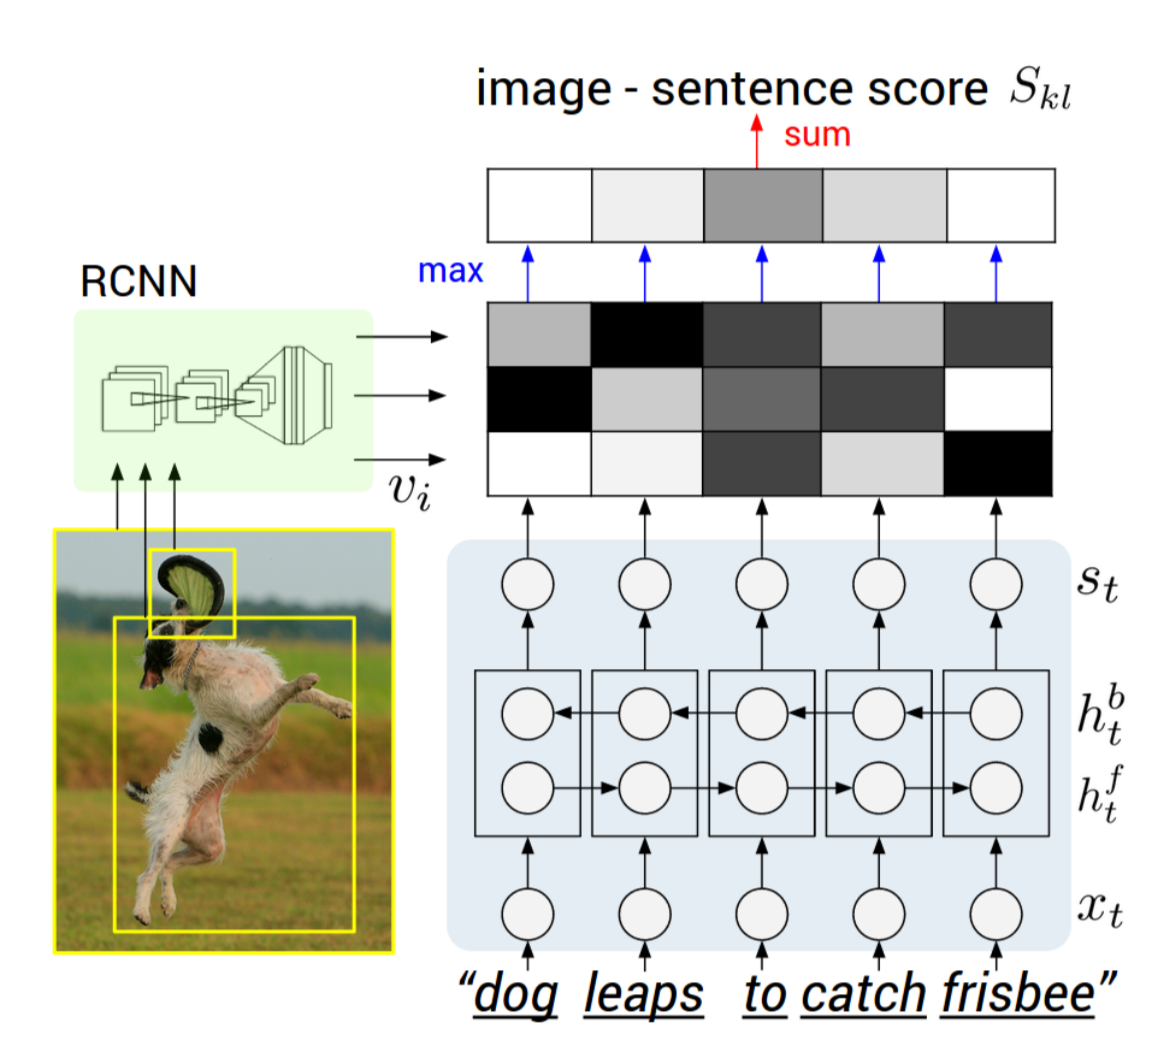 image - sentence score S_{kl}
sum
max
RCNN
v_i
s_t
h_t^b
h_t^f
x_t
“dog leaps to catch frisbee”